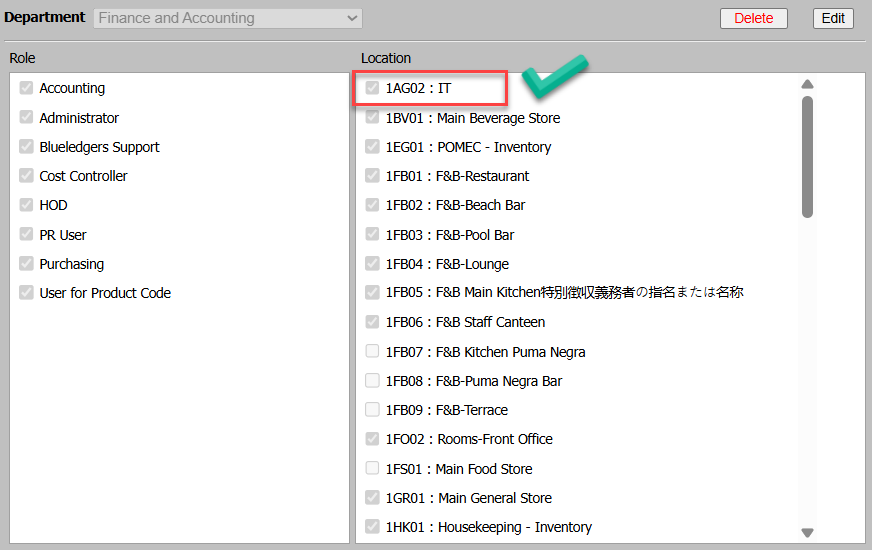 Department Finance and Accounting Delete Edit
Role
Accounting
Administrator
Blueledgers Support
Cost Controller
HOD
PR User
Purchasing
User for Product Code
Location
1AG02 : IT
1BV01 : Main Beverage Store
1EG01 : POMEC - Inventory
1FB01 : F&B-Restaurant
1FB02 : F&B-Beach Bar
1FB03 : F&B-Pool Bar
1FB04 : F&B-Lounge
1FB05 : F&B Main Kitchen特別徴収義務者の指名または名称
1FB06 : F&B Staff Canteen
1FB07 : F&B Kitchen Puma Negra
1FB08 : F&B-Puma Negra Bar
1FB09 : F&B-Terrace
1FO02 : Rooms-Front Office
1FS01 : Main Food Store
1GR01 : Main General Store
1HK01 : Housekeeping - Inventory